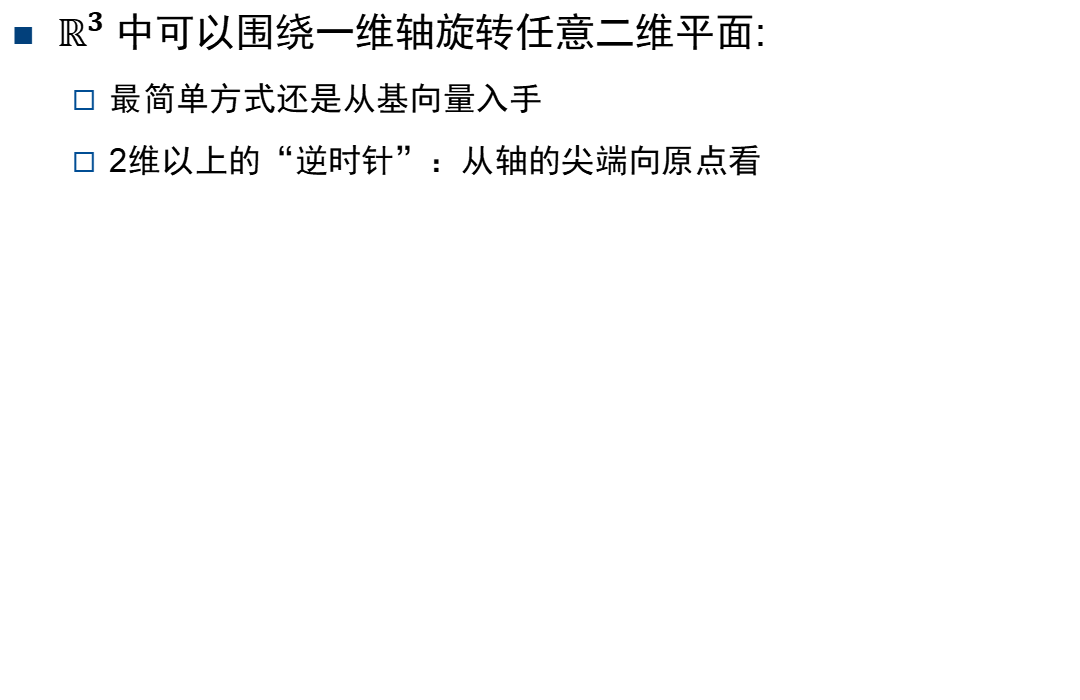 ■ ℝ³ 中可以围绕一维轴旋转任意二维平面:
□ 最简单方式还是从基向量入手
□ 2维以上的“逆时针”：从轴的尖端向原点看